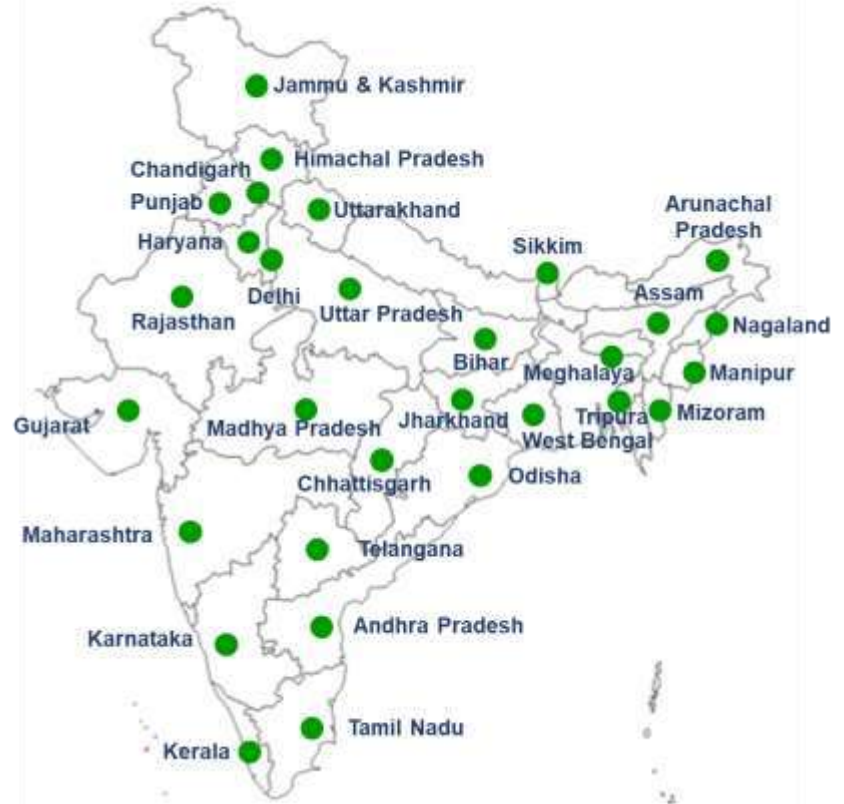 Jammu & Kashmir
Himachal Pradesh
Chandigarh
Punjab
Uttarakhand
Arunachal
Pradesh
Haryana
Sikkim
Delhi
Assam
Rajasthan
Uttar Pradesh
Nagaland
Bihar
Meghalaya
Manipur
Gujarat
Madhya Pradesh
Jharkhand
Tripura
Mizoram
West Bengal
Chhattisgarh
Odisha
Maharashtra
Telangana
Andhra Pradesh
Karnataka
Tamil Nadu
Kerala